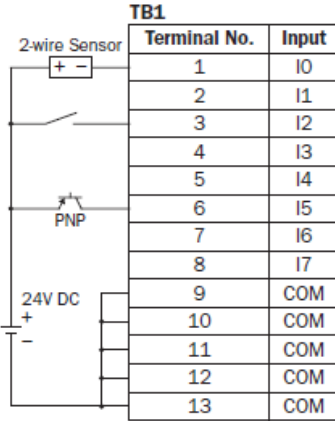 TB1
2-wire Sensor
+ −
PNP
24V DC
+
−
Terminal No. Input
1 I0
2 I1
3 I2
4 I3
5 I4
6 I5
7 I6
8 I7
9 COM
10 COM
11 COM
12 COM
13 COM